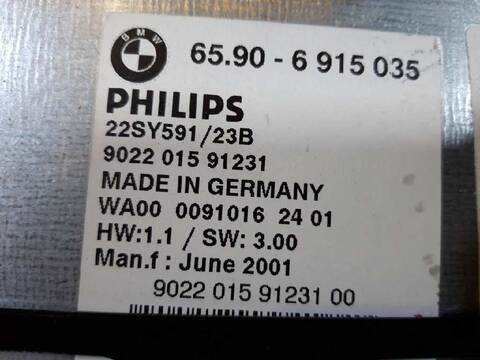 BMW
65.90 - 6 915 035
PHILIPS
22SY591/23B
9022 015 91231
MADE IN GERMANY
WA00 0091016 24 01
HW:1.1 / SW: 3.00
Man.f : June 2001
9022 015 91231 00